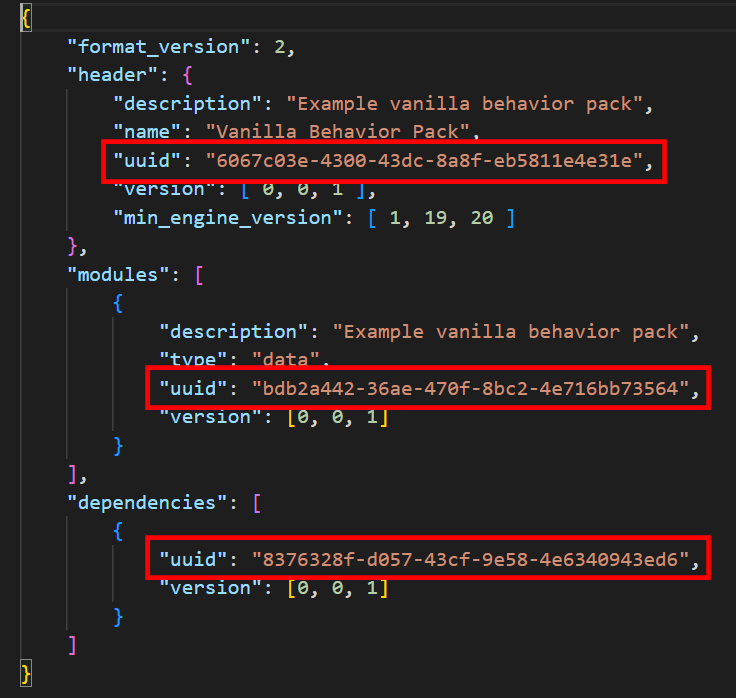 {
"format_version": 2,
"header": {
"description": "Example vanilla behavior pack",
"name": "Vanilla Behavior Pack",
"uuid": "6067c03e-4300-43dc-8a8f-eb5811e4e31e",
"version": [ 0, 0, 1 ],
"min_engine_version": [ 1, 19, 20 ]
},
"modules": [
{
"description": "Example vanilla behavior pack",
"type": "data",
"uuid": "bdb2a442-36ae-470f-8bc2-4e716bb73564",
"version": [0, 0, 1]
}
],
"dependencies": [
{
"uuid": "8376328f-d057-43cf-9e58-4e6340943ed6",
"version": [0, 0, 1]
}
]
}